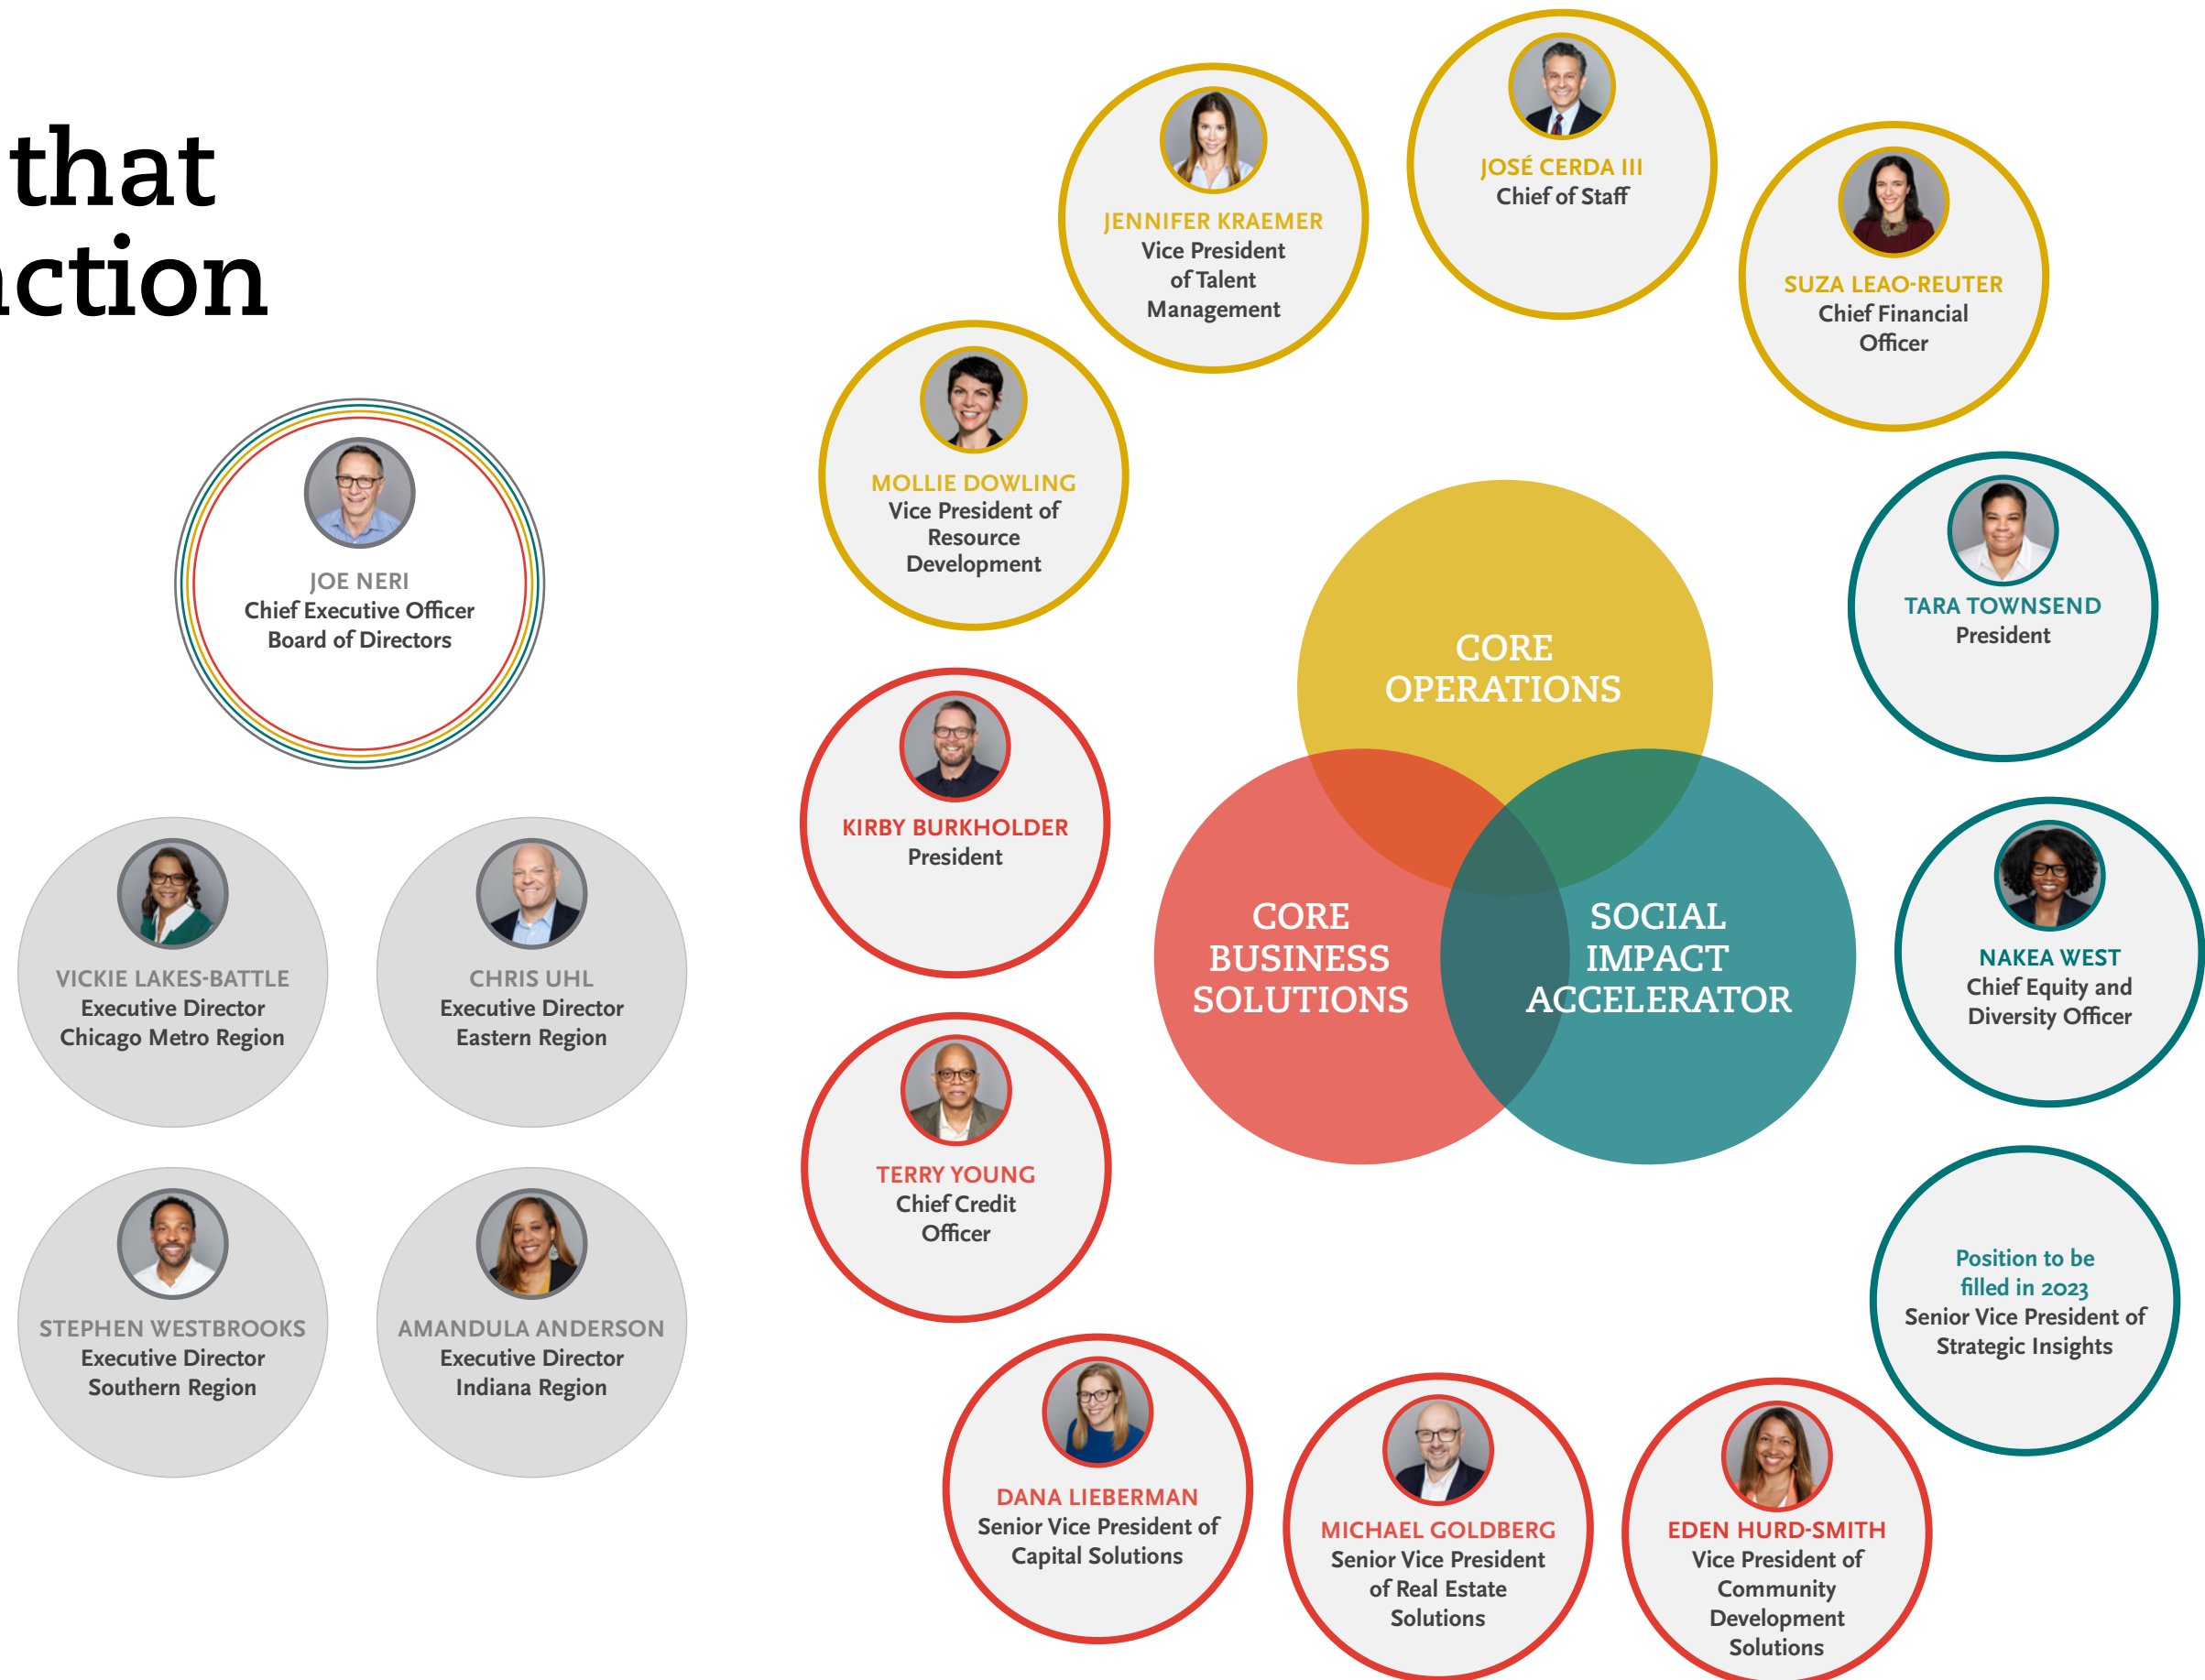 that
action
JOE NERI
Chief Executive Officer
Board of Directors
VICKIE LAKES-BATTLE
Executive Director
Chicago Metro Region
CHRIS UHL
Executive Director
Eastern Region
STEPHEN WESTBROOKS
Executive Director
Southern Region
AMANDULA ANDERSON
Executive Director
Indiana Region
JOSÉ CERDA III
Chief of Staff
JENNIFER KRAEMER
Vice President
of Talent
Management
SUZA LEAO-REUTER
Chief Financial
Officer
MOLLIE DOWLING
Vice President of
Resource
Development
TARA TOWNSEND
President
CORE
OPERATIONS
KIRBY BURKHOLDER
President
CORE
BUSINESS
SOLUTIONS
SOCIAL
IMPACT
ACCELERATOR
NAKEA WEST
Chief Equity and
Diversity Officer
TERRY YOUNG
Chief Credit
Officer
Position to be
filled in 2023
Senior Vice President of
Strategic Insights
DANA LIEBERMAN
Senior Vice President of
Capital Solutions
MICHAEL GOLDBERG
Senior Vice President
of Real Estate
Solutions
EDEN HURD-SMITH
Vice President of
Community
Development
Solutions